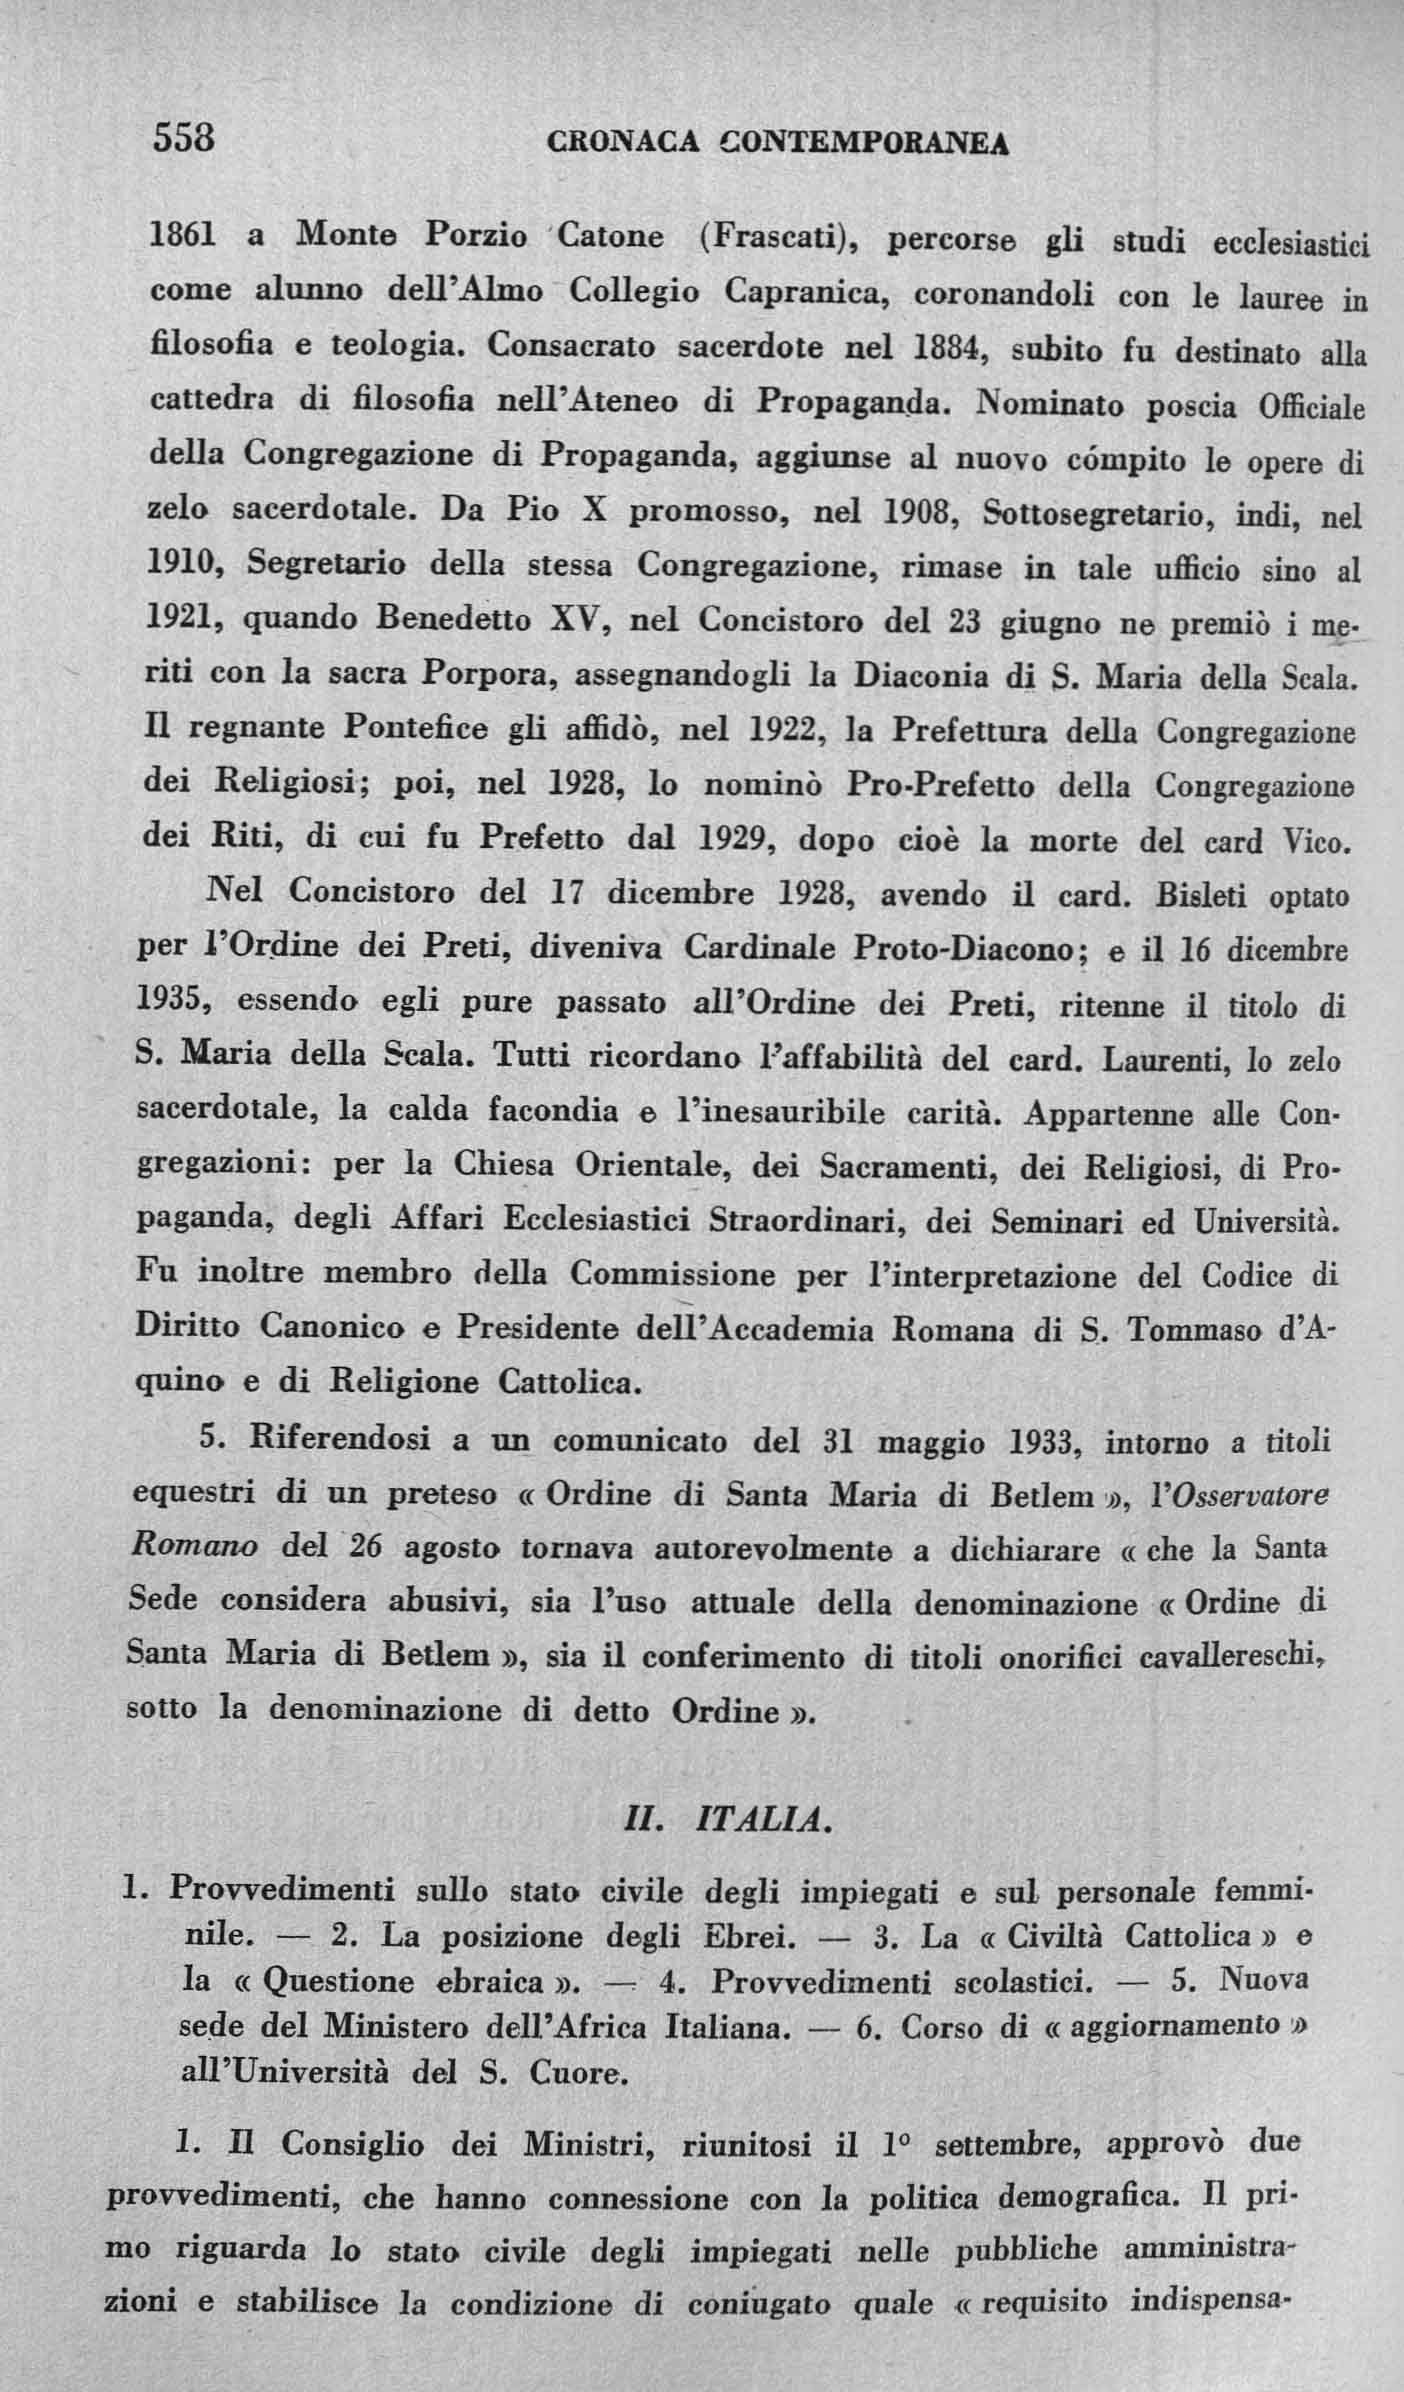 558
CRONACA CONTEMPORANEA
1861 a Monte Porzio Catone (Frascati), percorse gli studi ecclesiastici
come alunno dell'Almo Collegio Capranica, coronandoli con le lauree in
filosofia e teologia. Consacrato sacerdote nel 1884, subito fu destinato alla
cattedra di filosofia nell'Ateneo di Propaganda. Nominato poscia Officiale
della Congregazione di Propaganda, aggiunse al nuovo cómpito le opere di
zelo sacerdotale. Da Pio X promosso, nel 1908, Sottosegretario, indi, nel
1910, Segretario della stessa Congregazione, rimase in tale ufficio sino al
1921, quando Benedetto XV, nel Concistoro del 23 giugno ne premiò i me-
riti con la sacra Porpora, assegnandogli la Diaconia di S. Maria della Scala.
Il regnante Pontefice gli affidò, nel 1922, la Prefettura della Congregazione
dei Religiosi; poi, nel 1928, lo nominò Pro-Prefetto della Congregazione
dei Riti, di cui fu Prefetto dal 1929, dopo cioè la morte del card Vico.
Nel Concistoro del 17 dicembre 1928, avendo il card. Bisleti optato
per l'Ordine dei Preti, diveniva Cardinale Proto-Diacono; e il 16 dicembre
1935, essendo egli pure passato all'Ordine dei Preti, ritenne il titolo di
S. Maria della Scala. Tutti ricordano l'affabilità del card. Laurenti, lo zelo
sacerdotale, la calda facondia e l'inesauribile carità. Appartenne alle Con-
gregazioni: per la Chiesa Orientale, dei Sacramenti, dei Religiosi, di Pro-
paganda, degli Affari Ecclesiastici Straordinari, dei Seminari ed Università.
Fu inoltre membro della Commissione per l'interpretazione del Codice di
Diritto Canonico e Presidente dell'Accademia Romana di S. Tommaso d'A-
quino e di Religione Cattolica.
5. Riferendosi a un comunicato del 31 maggio 1933, intorno a titoli
equestri di un preteso « Ordine di Santa Maria di Betlem », l'Osservatore
Romano del 26 agosto tornava autorevolmente a dichiarare « che la Santa
Sede considera abusivi, sia l'uso attuale della denominazione « Ordine di
Santa Maria di Betlem », sia il conferimento di titoli onorifici cavallereschi,
sotto la denominazione di detto Ordine ».
II. ITALIA.
1. Provvedimenti sullo stato civile degli impiegati e sul personale femmi-
nile. — 2. La posizione degli Ebrei. — 3. La « Civiltà Cattolica » e
la « Questione ebraica ». — 4. Provvedimenti scolastici. — 5. Nuova
sede del Ministero dell'Africa Italiana. — 6. Corso di « aggiornamento »
all'Università del S. Cuore.
1. Il Consiglio dei Ministri, riunitosi il 1º settembre, approvò due
provvedimenti, che hanno connessione con la politica demografica. Il pri-
mo riguarda lo stato civile degli impiegati nelle pubbliche amministra-
zioni e stabilisce la condizione di coniugato quale « requisito indispensa-